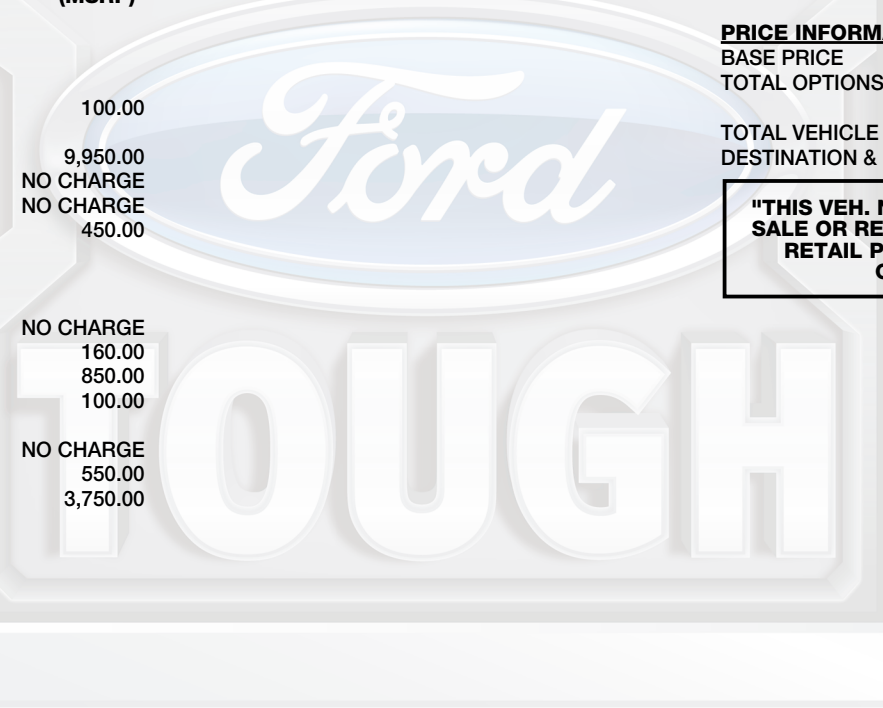 PRICE INFORM
BASE PRICE
TOTAL OPTIONS
TOTAL VEHICLE
DESTINATION &
"THIS VEH.
SALE OR RE
RETAIL P
100.00
9,950.00
NO CHARGE
NO CHARGE
450.00
NO CHARGE
160.00
850.00
100.00
NO CHARGE
550.00
3,750.00
Ford
TOUGH